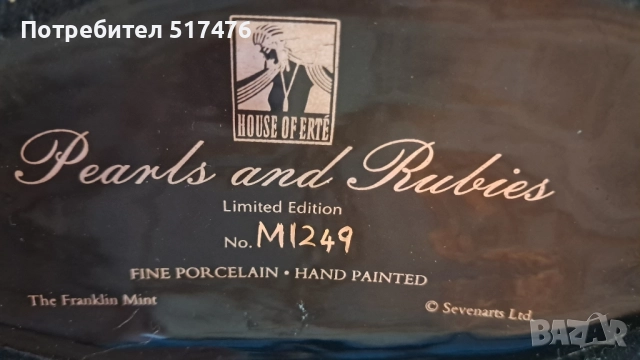 Потребител 517476
HOUSE OF ERTÉ
Pearls and Rubies
Limited Edition
No. M1249
FINE PORCELAIN • HAND PAINTED
The Franklin Mint
© Sevenarts Ltd.
BAZAR